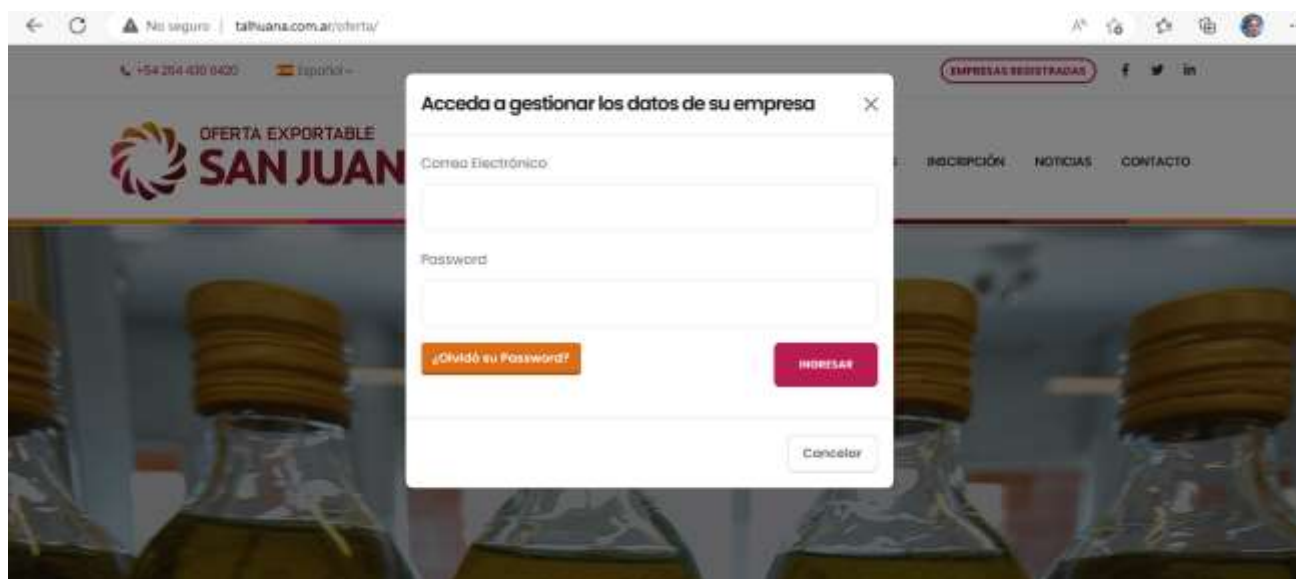 No seguro | talhuana.com.ar/oferta/
+54 264 430 6420 Español
EMPRESAS REGISTRADAS
Acceda a gestionar los datos de su empresa
OFERTA EXPORTABLE
SAN JUAN
INSCRIPCIÓN NOTICIAS CONTACTO
Correo Electrónico
Password
¿Olvidó su Password?
INGRESAR
Cancelar